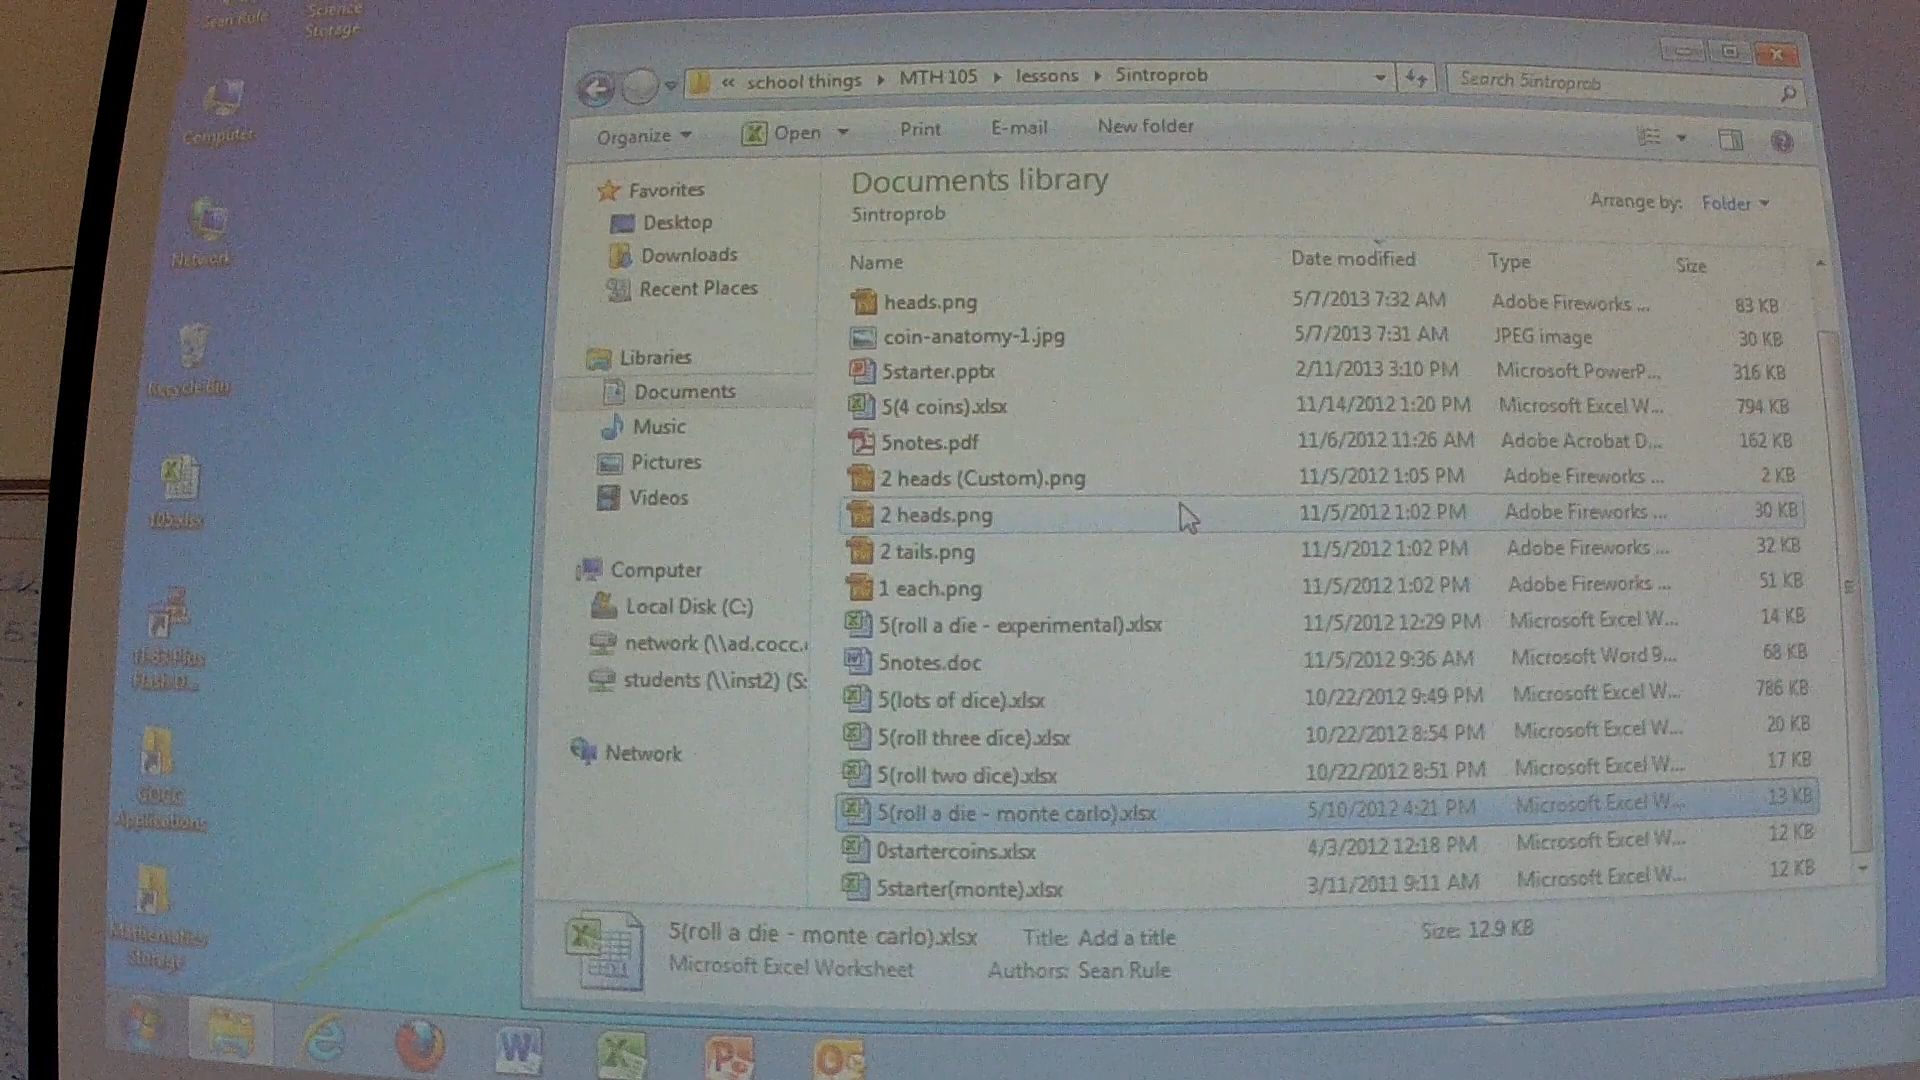 Sean Rule
Science
Storage
Computer
Network
Recycle Bin
105.xlsx
Applications
Mathematics
Storage
« school things ▸ MTH 105 ▸ lessons ▸ 5introprob
Search 5introprob
Organize Open Print E-mail New folder
Favorites
Desktop
Downloads
Recent Places
Libraries
Documents
Music
Pictures
Videos
Computer
Local Disk (C:)
network (\\ad.cocc.
students (\\inst2) (S:
Network
Documents library
5introprob
Arrange by: Folder
Name Date modified Type Size
heads.png 5/7/2013 7:32 AM Adobe Fireworks ... 83 KB
coin-anatomy-1.jpg 5/7/2013 7:31 AM JPEG image 30 KB
5starter.pptx 2/11/2013 3:10 PM Microsoft PowerP... 316 KB
5(4 coins).xlsx 11/14/2012 1:20 PM Microsoft Excel W... 794 KB
5notes.pdf 11/6/2012 11:26 AM Adobe Acrobat D... 162 KB
2 heads (Custom).png 11/5/2012 1:05 PM Adobe Fireworks ... 2 KB
2 heads.png 11/5/2012 1:02 PM Adobe Fireworks ... 30 KB
2 tails.png 11/5/2012 1:02 PM Adobe Fireworks ... 32 KB
1 each.png 11/5/2012 1:02 PM Adobe Fireworks ... 51 KB
5(roll a die - experimental).xlsx 11/5/2012 12:29 PM Microsoft Excel W... 14 KB
5notes.doc 11/5/2012 9:36 AM Microsoft Word 9... 68 KB
5(lots of dice).xlsx 10/22/2012 9:49 PM Microsoft Excel W... 786 KB
5(roll three dice).xlsx 10/22/2012 8:54 PM Microsoft Excel W... 20 KB
5(roll two dice).xlsx 10/22/2012 8:51 PM Microsoft Excel W... 17 KB
5(roll a die - monte carlo).xlsx 5/10/2012 4:21 PM Microsoft Excel W... 13 KB
0startercoins.xlsx 4/3/2012 12:18 PM Microsoft Excel W... 12 KB
5starter(monte).xlsx 3/11/2011 9:11 AM Microsoft Excel W... 12 KB
5(roll a die - monte carlo).xlsx Title: Add a title Size: 12.9 KB
Microsoft Excel Worksheet Authors: Sean Rule